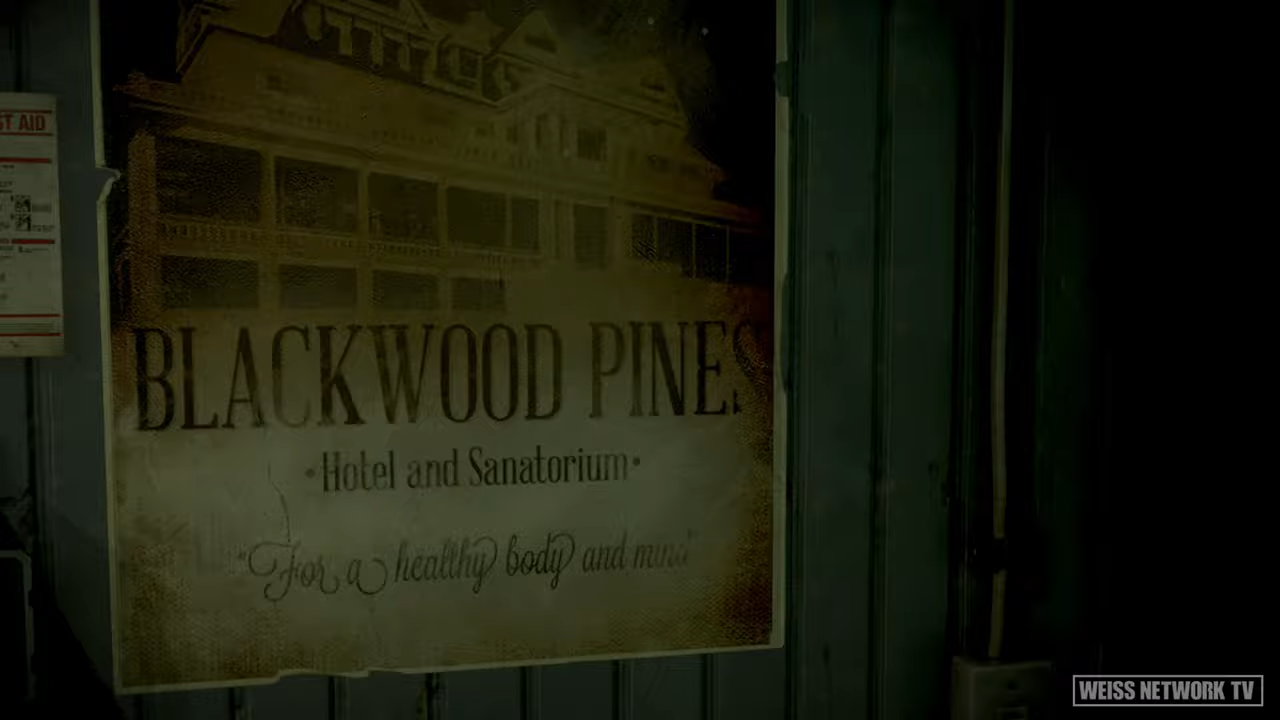 ST AID
BLACKWOOD PINES
•Hotel and Sanatorium•
"For a healthy body and mind"
WEISS NETWORK TV